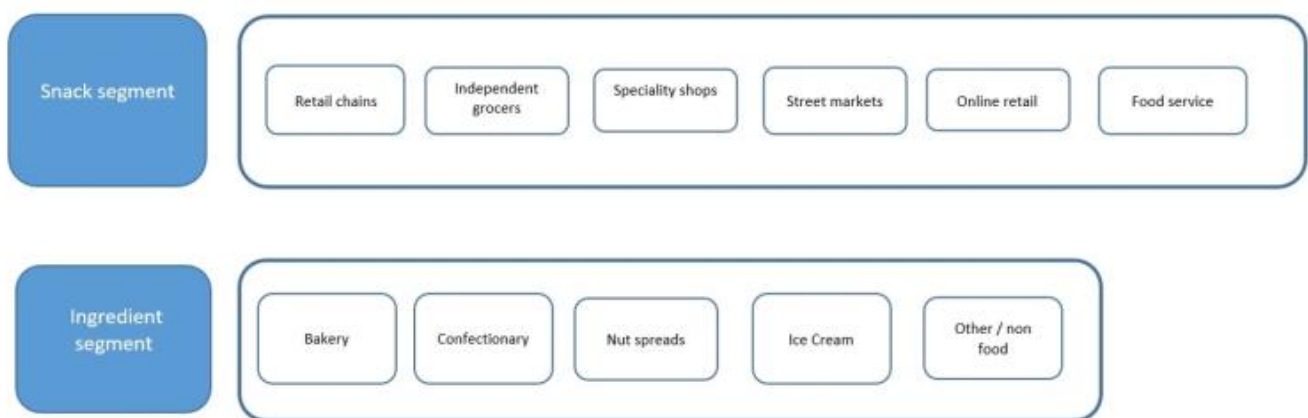 Snack segment
Retail chains
Independent
grocers
Speciality shops
Street markets
Online retail
Food service
Ingredient
segment
Bakery
Confectionary
Nut spreads
Ice Cream
Other / non
food